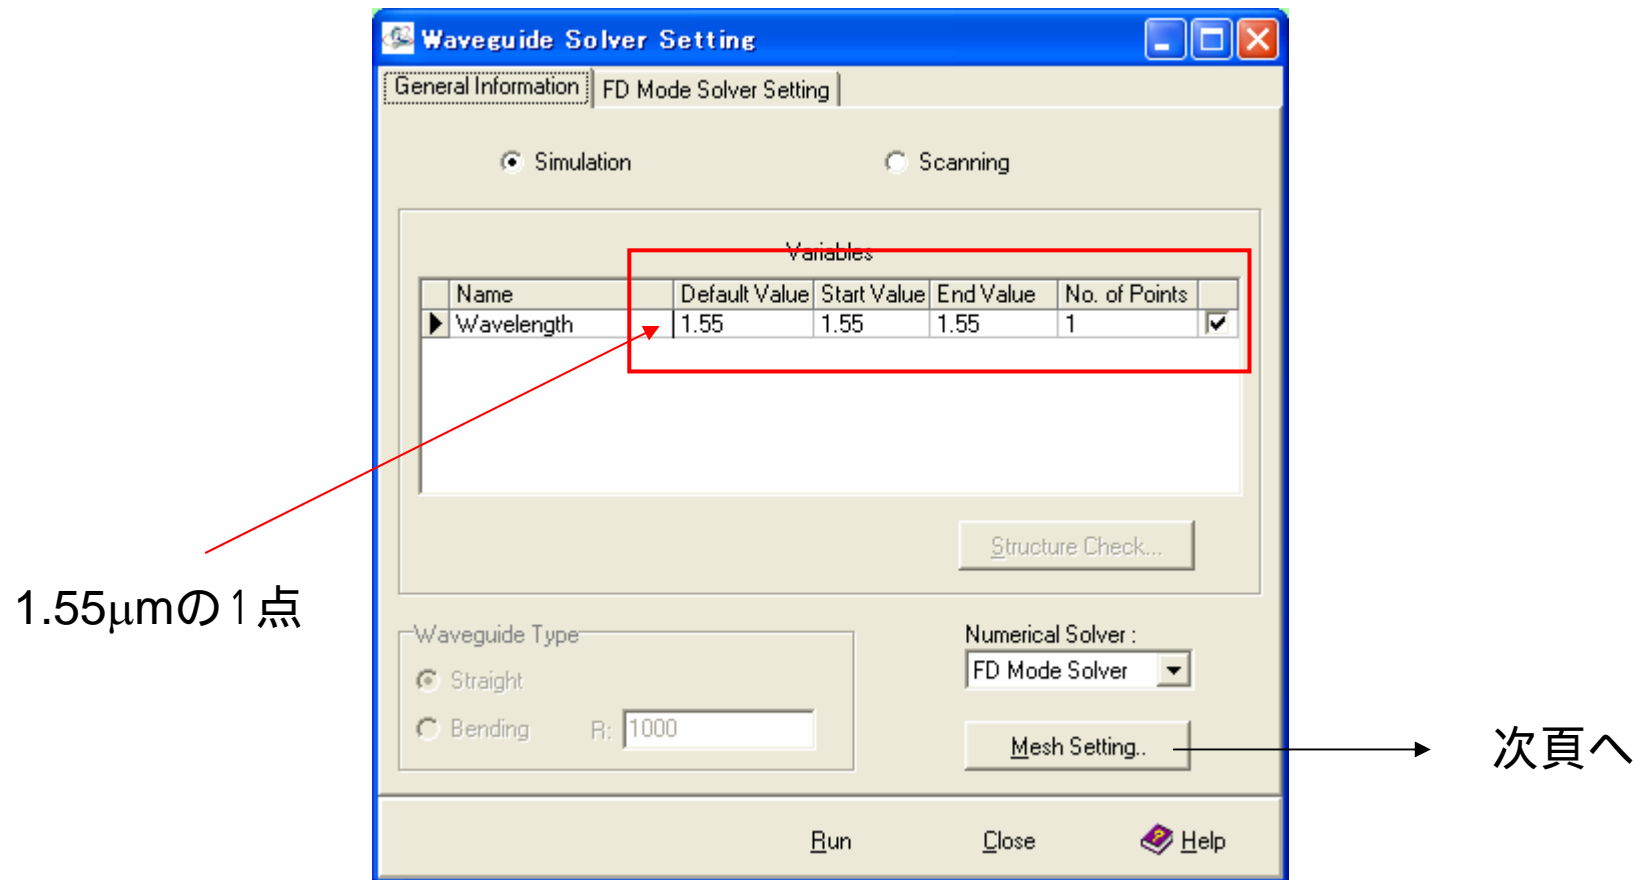 Waveguide Solver Setting
General Information
FD Mode Solver Setting
Simulation
Scanning
Variables
Name Default Value Start Value End Value No. of Points
Wavelength 1.55 1.55 1.55 1
Structure Check...
1.55μmの1点
Waveguide Type
Numerical Solver :
Straight
FD Mode Solver
Bending R: 1000
Mesh Setting..
次頁へ
Run Close Help